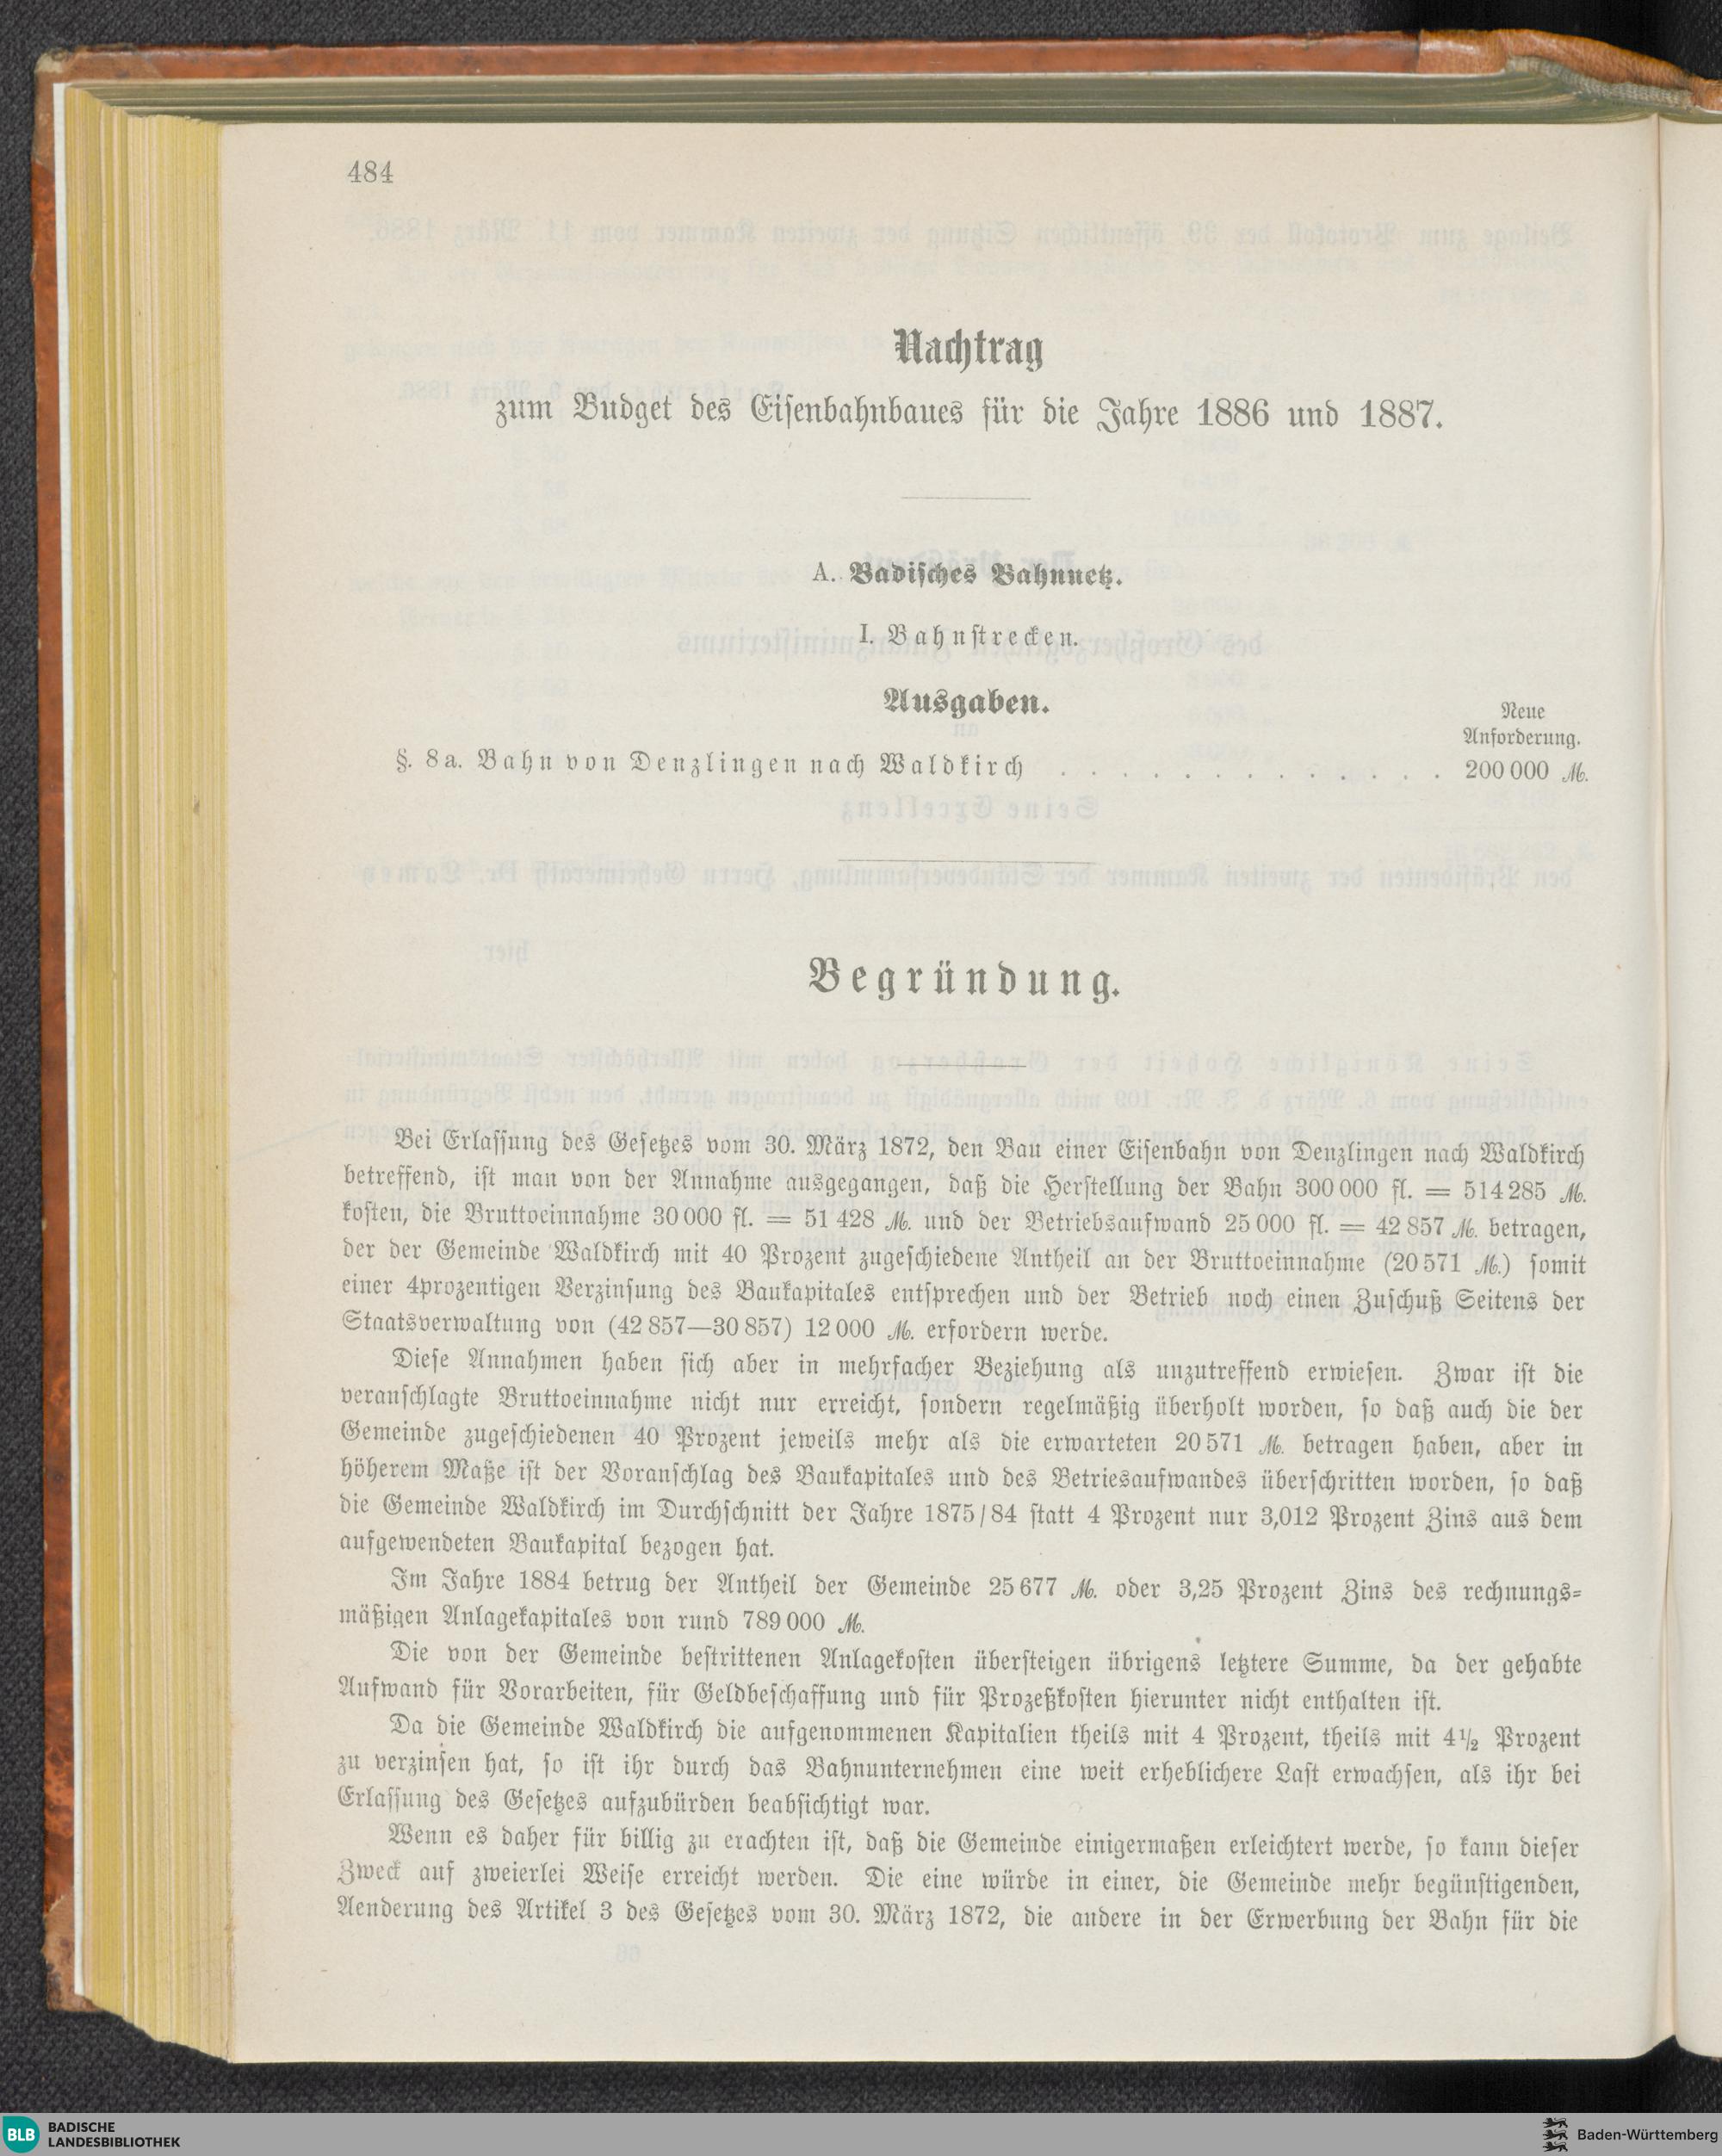 484
Nachtrag
zum Budget des Eisenbahnbaues für die Jahre 1886 und 1887.
A. Badisches Bahnnetz.
I. Bahnstrecken.
Ausgaben.
Neue
Anforderung.
§. 8a. Bahn von Denzlingen nach Waldkirch . . . . . . . . . . . . . 200 000 ℳ.
Begründung.
Bei Erlassung des Gesetzes vom 30. März 1872, den Bau einer Eisenbahn von Denzlingen nach Waldkirch
betreffend, ist man von der Annahme ausgegangen, daß die Herstellung der Bahn 300 000 fl. = 514 285 ℳ.
kosten, die Bruttoeinnahme 30 000 fl. = 51 428 ℳ. und der Betriebsaufwand 25 000 fl. = 42 857 ℳ. betragen,
der der Gemeinde Waldkirch mit 40 Prozent zugeschiedene Antheil an der Bruttoeinnahme (20 571 ℳ.) somit
einer 4prozentigen Verzinsung des Baukapitales entsprechen und der Betrieb noch einen Zuschuß Seitens der
Staatsverwaltung von (42 857—30 857) 12 000 ℳ. erfordern werde.
Diese Annahmen haben sich aber in mehrfacher Beziehung als unzutreffend erwiesen. Zwar ist die
veranschlagte Bruttoeinnahme nicht nur erreicht, sondern regelmäßig überholt worden, so daß auch die der
Gemeinde zugeschiedenen 40 Prozent jeweils mehr als die erwarteten 20 571 ℳ. betragen haben, aber in
höherem Maße ist der Voranschlag des Baukapitales und des Betriesaufwandes überschritten worden, so daß
die Gemeinde Waldkirch im Durchschnitt der Jahre 1875/84 statt 4 Prozent nur 3,012 Prozent Zins aus dem
aufgewendeten Baukapital bezogen hat.
Im Jahre 1884 betrug der Antheil der Gemeinde 25 677 ℳ. oder 3,25 Prozent Zins des rechnungs-
mäßigen Anlagekapitales von rund 789 000 ℳ.
Die von der Gemeinde bestrittenen Anlagekosten übersteigen übrigens letztere Summe, da der gehabte
Aufwand für Vorarbeiten, für Geldbeschaffung und für Prozeßkosten hierunter nicht enthalten ist.
Da die Gemeinde Waldkirch die aufgenommenen Kapitalien theils mit 4 Prozent, theils mit 4½ Prozent
zu verzinsen hat, so ist ihr durch das Bahnunternehmen eine weit erheblichere Last erwachsen, als ihr bei
Erlassung des Gesetzes aufzubürden beabsichtigt war.
Wenn es daher für billig zu erachten ist, daß die Gemeinde einigermaßen erleichtert werde, so kann dieser
Zweck auf zweierlei Weise erreicht werden. Die eine würde in einer, die Gemeinde mehr begünstigenden,
Aenderung des Artikel 3 des Gesetzes vom 30. März 1872, die andere in der Erwerbung der Bahn für die
BLB BADISCHE
LANDESBIBLIOTHEK
Baden-Württemberg